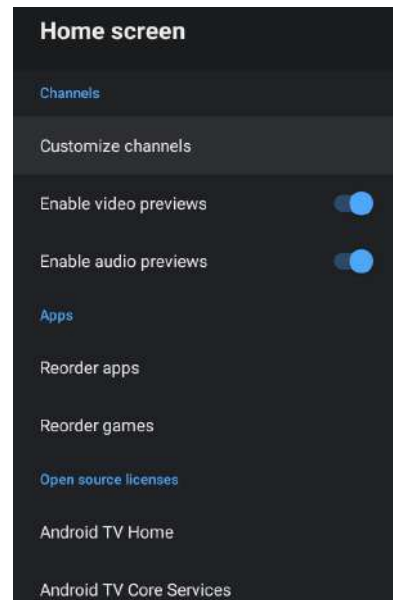 Home screen
Channels
Customize channels
Enable video previews
Enable audio previews
Apps
Reorder apps
Reorder games
Open source licenses
Android TV Home
Android TV Core Services